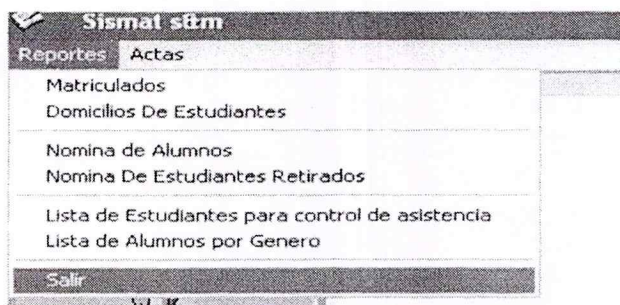 Sismat s&m
Reportes Actas
Matriculados
Domicilios De Estudiantes
Nomina de Alumnos
Nomina De Estudiantes Retirados
Lista de Estudiantes para control de asistencia
Lista de Alumnos por Genero
Salir